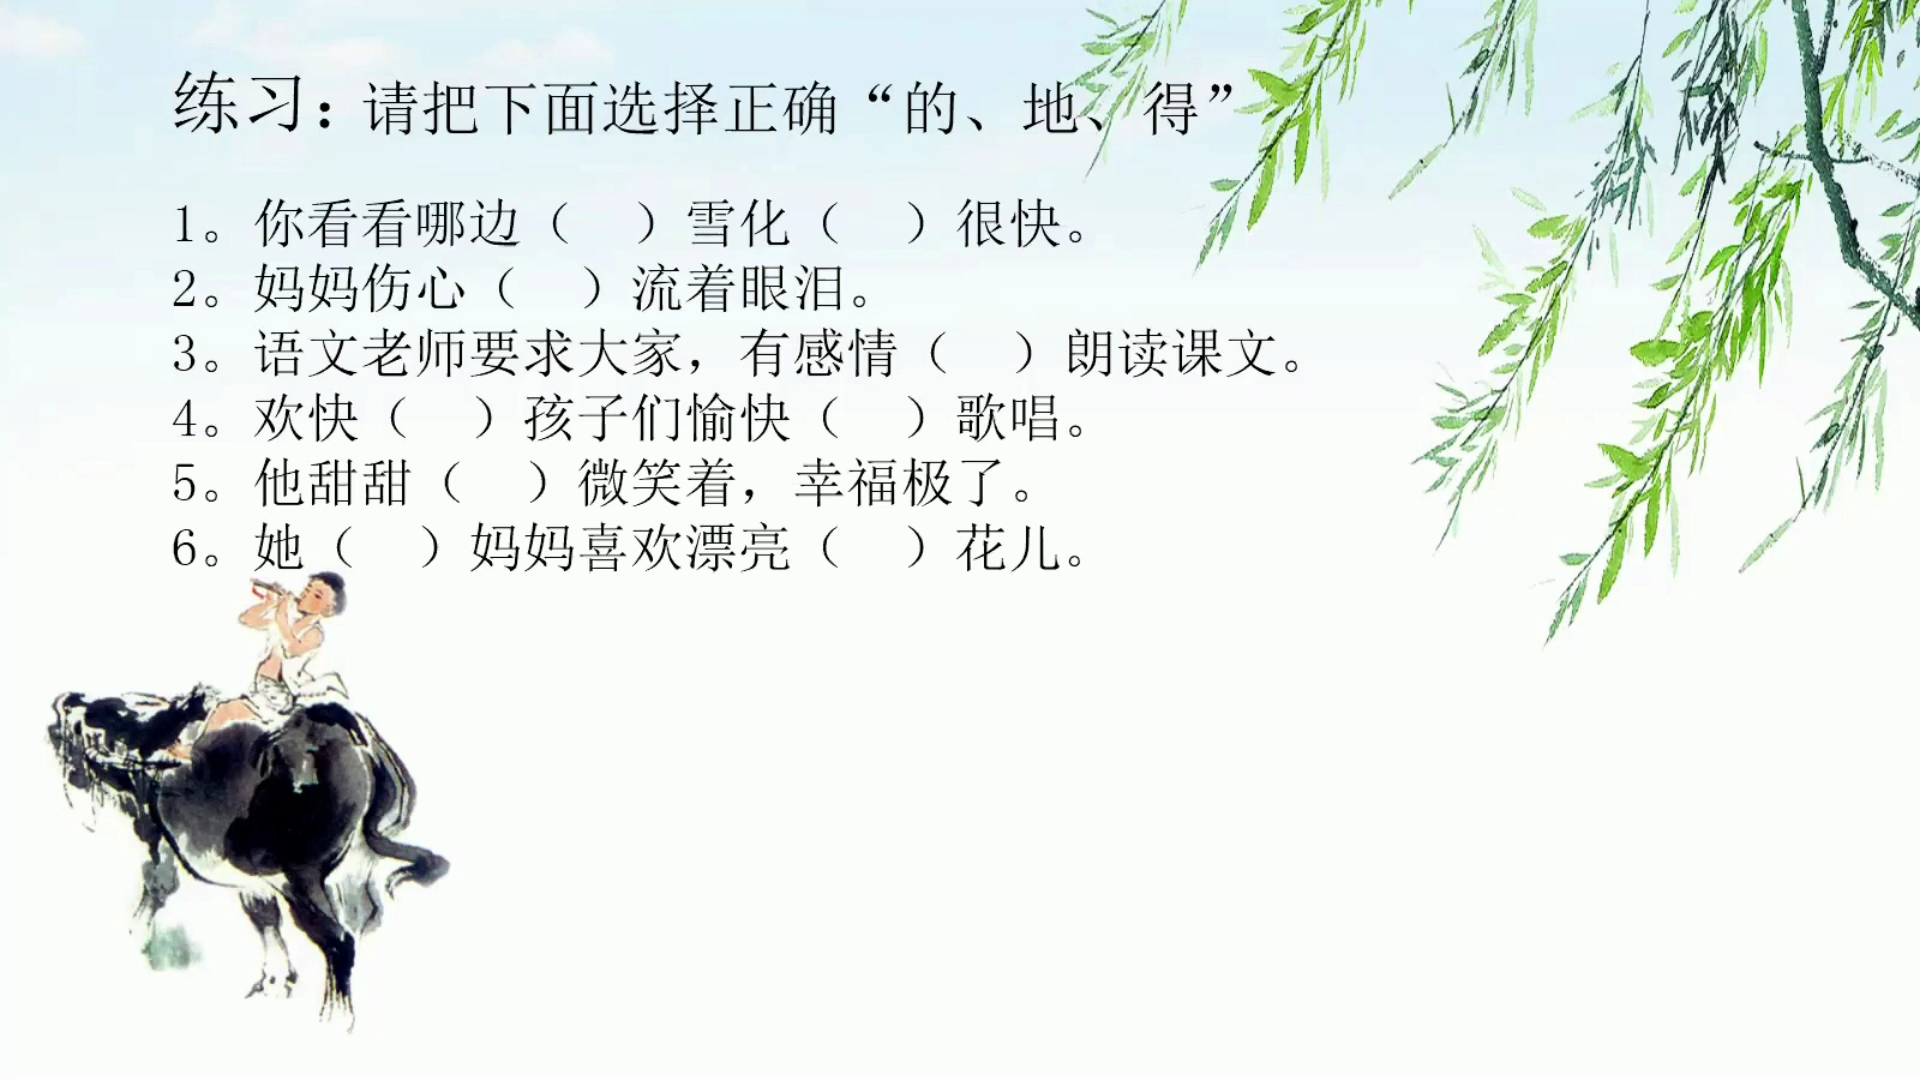 练习：请把下面选择正确“的、地、得”
1。你看看哪边（　）雪化（　）很快。
2。妈妈伤心（　）流着眼泪。
3。语文老师要求大家，有感情（　）朗读课文。
4。欢快（　）孩子们愉快（　）歌唱。
5。他甜甜（　）微笑着，幸福极了。
6。她（　）妈妈喜欢漂亮（　）花儿。